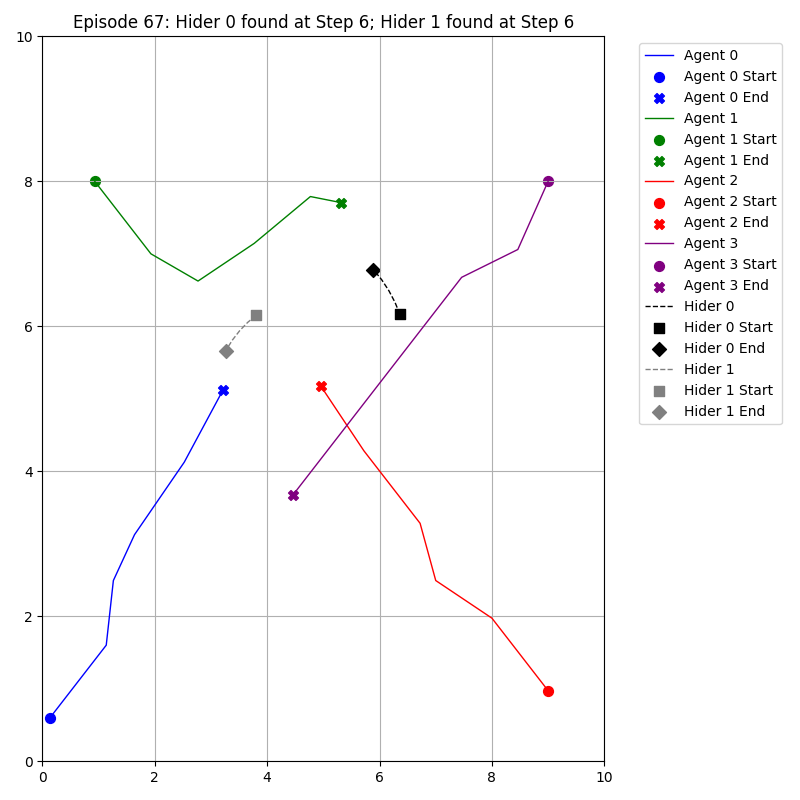 Episode 67: Hider 0 found at Step 6; Hider 1 found at Step 6
10
8
6
4
2
0
0
2
4
6
8
10
Agent 0
Agent 0 Start
Agent 0 End
Agent 1
Agent 1 Start
Agent 1 End
Agent 2
Agent 2 Start
Agent 2 End
Agent 3
Agent 3 Start
Agent 3 End
Hider 0
Hider 0 Start
Hider 0 End
Hider 1
Hider 1 Start
Hider 1 End